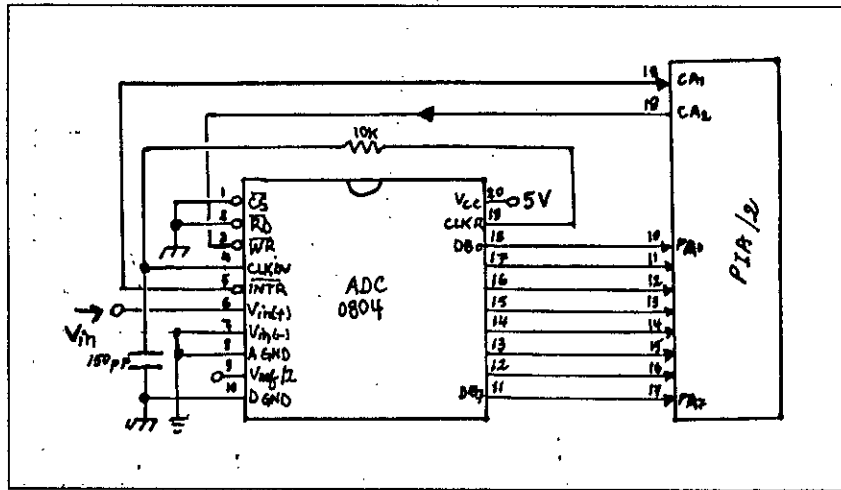 19 CA1
18 CA2
10K
1 CS
2 RD
3 WR
4 CLKIN
5 INTR
6 Vin(+)
7 Vin(-)
8 AGND
9 Vref/2
10 DGND
ADC
0804
Vcc 20 5V
CLKR 19
DB0 18 10 PA0
17 11
16 12
15 13
14 14
13 15
12 16
DB7 11 17 PA7
PIA/2
Vin
150pF